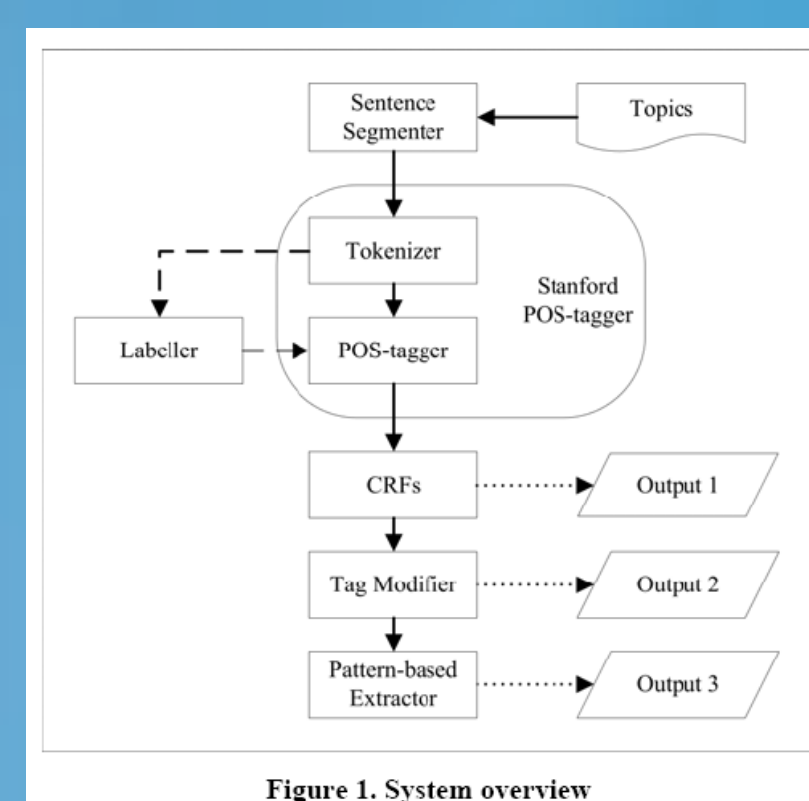 Sentence
Segmenter
Topics
Tokenizer
Stanford
POS-tagger
Labeller
POS-tagger
CRFs
Output 1
Tag Modifier
Output 2
Pattern-based
Extractor
Output 3
Figure 1. System overview